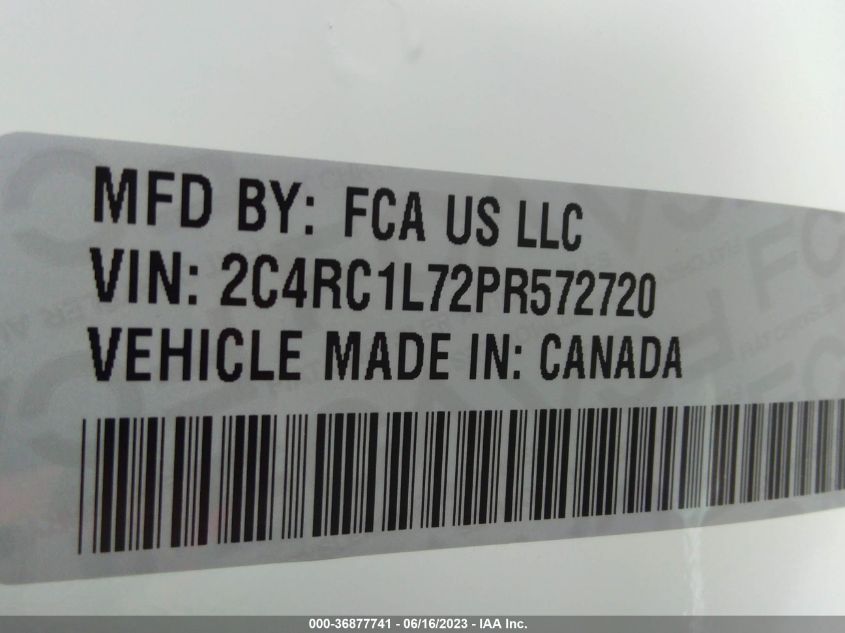 MFD BY: FCA US LLC
VIN: 2C4RC1L72PR572720
VEHICLE MADE IN: CANADA
000-36877741 - 06/16/2023 - IAA Inc.